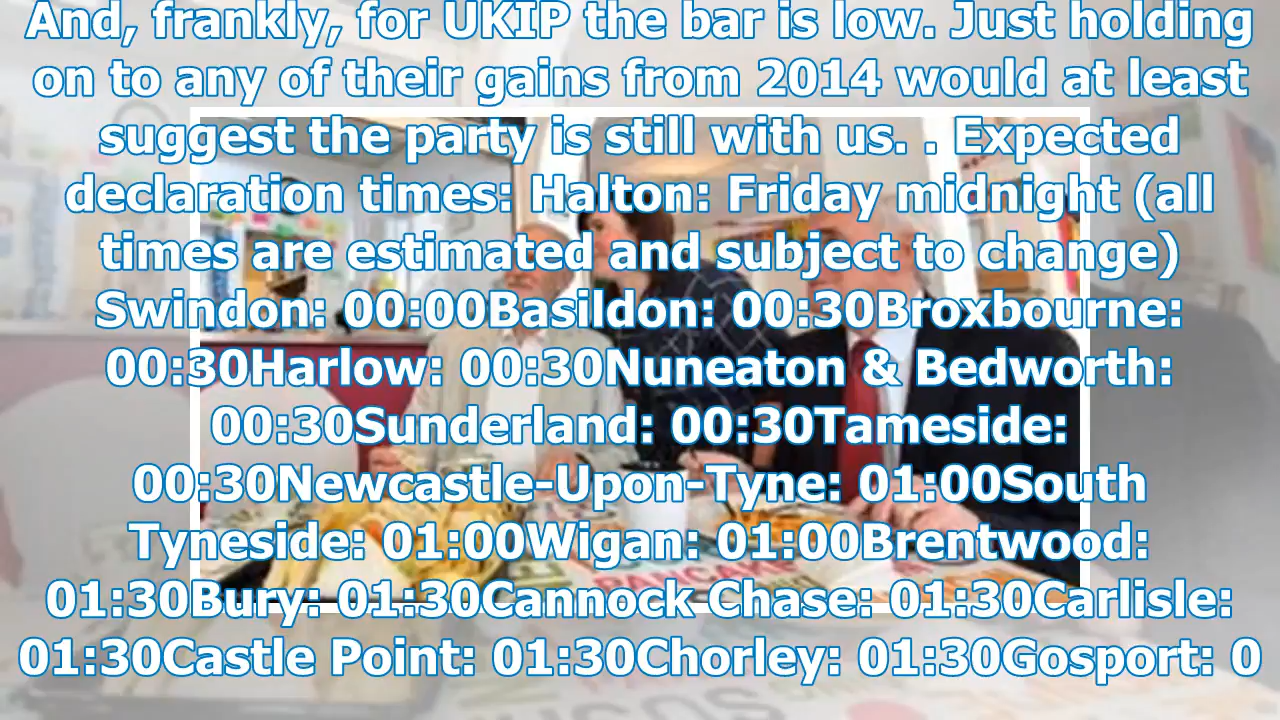 And, frankly, for UKIP the bar is low. Just holding
on to any of their gains from 2014 would at least
suggest the party is still with us. . Expected
declaration times: Halton: Friday midnight (all
times are estimated and subject to change)
Swindon: 00:00Basildon: 00:30Broxbourne:
00:30Harlow: 00:30Nuneaton & Bedworth:
00:30Sunderland: 00:30Tameside:
00:30Newcastle-Upon-Tyne: 01:00South
Tyneside: 01:00Wigan: 01:00Brentwood:
01:30Bury: 01:30Cannock Chase: 01:30Carlisle:
01:30Castle Point: 01:30Chorley: 01:30Gosport: 0
PANCAKE